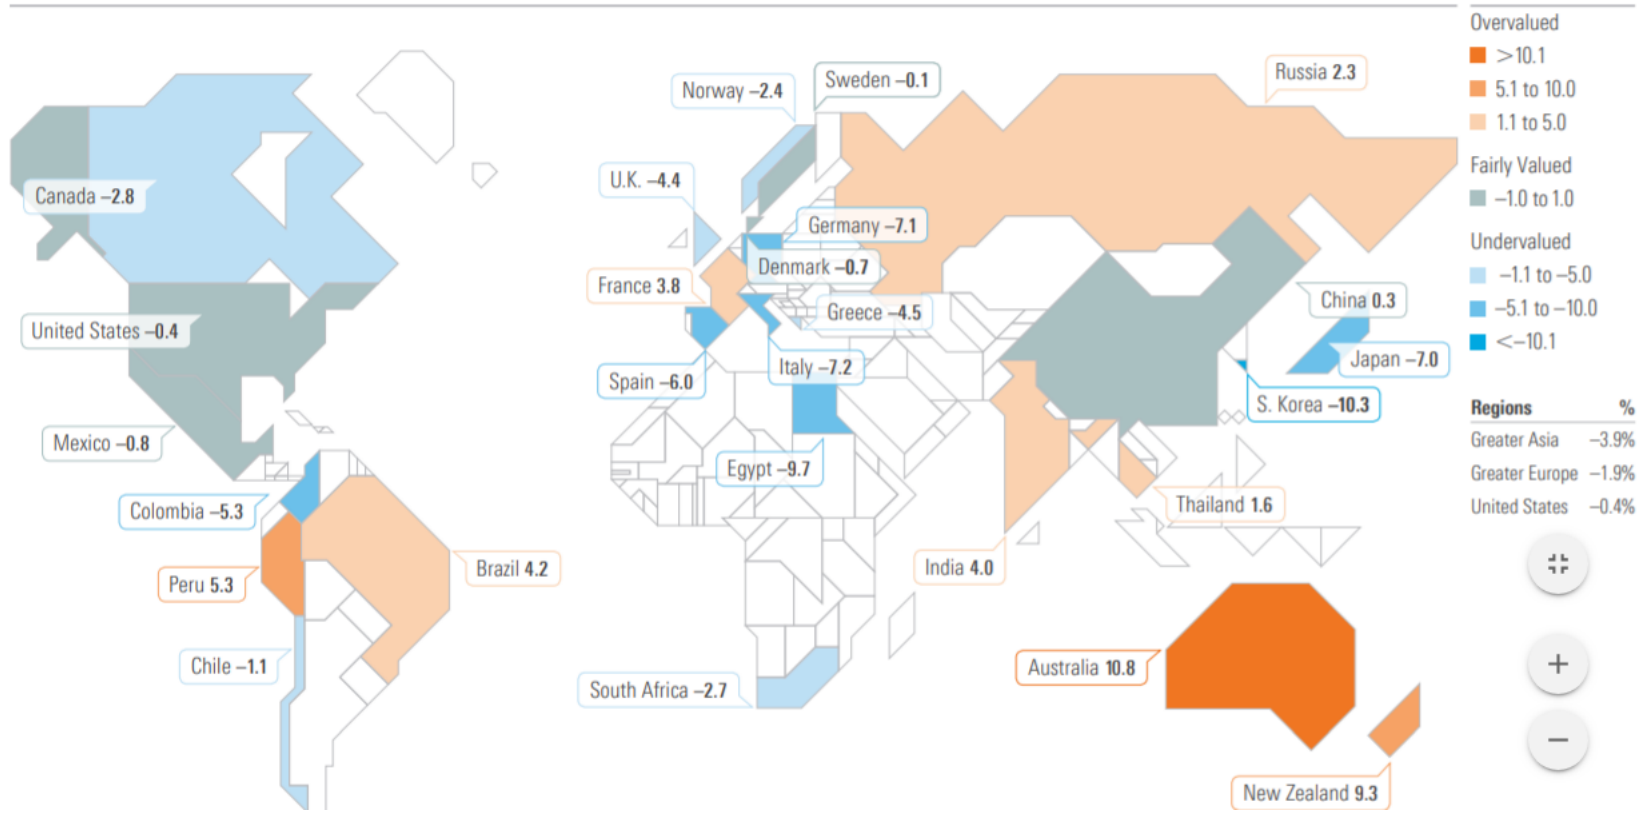 Overvalued
>10.1
5.1 to 10.0
1.1 to 5.0
Fairly Valued
–1.0 to 1.0
Undervalued
–1.1 to –5.0
–5.1 to –10.0
<–10.1
Regions %
Greater Asia –3.9%
Greater Europe –1.9%
United States –0.4%
Canada –2.8
United States –0.4
Mexico –0.8
Colombia –5.3
Peru 5.3
Chile –1.1
Brazil 4.2
Norway –2.4
Sweden –0.1
Russia 2.3
U.K. –4.4
Germany –7.1
Denmark –0.7
France 3.8
Greece –4.5
Spain –6.0
Italy –7.2
Egypt –9.7
South Africa –2.7
China 0.3
Japan –7.0
S. Korea –10.3
Thailand 1.6
India 4.0
Australia 10.8
New Zealand 9.3